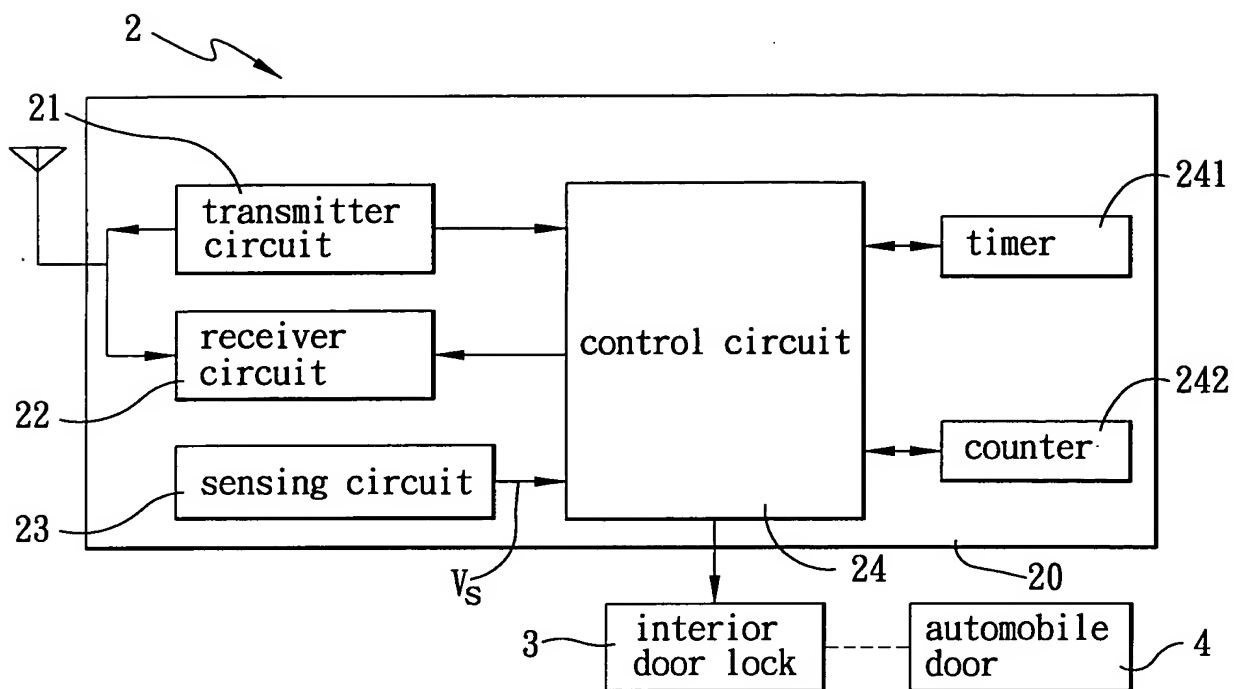 2
21
transmitter
circuit
241
timer
receiver
circuit
control circuit
22
242
counter
sensing circuit
23
Vs
24
20
3
interior
door lock
automobile
door
4